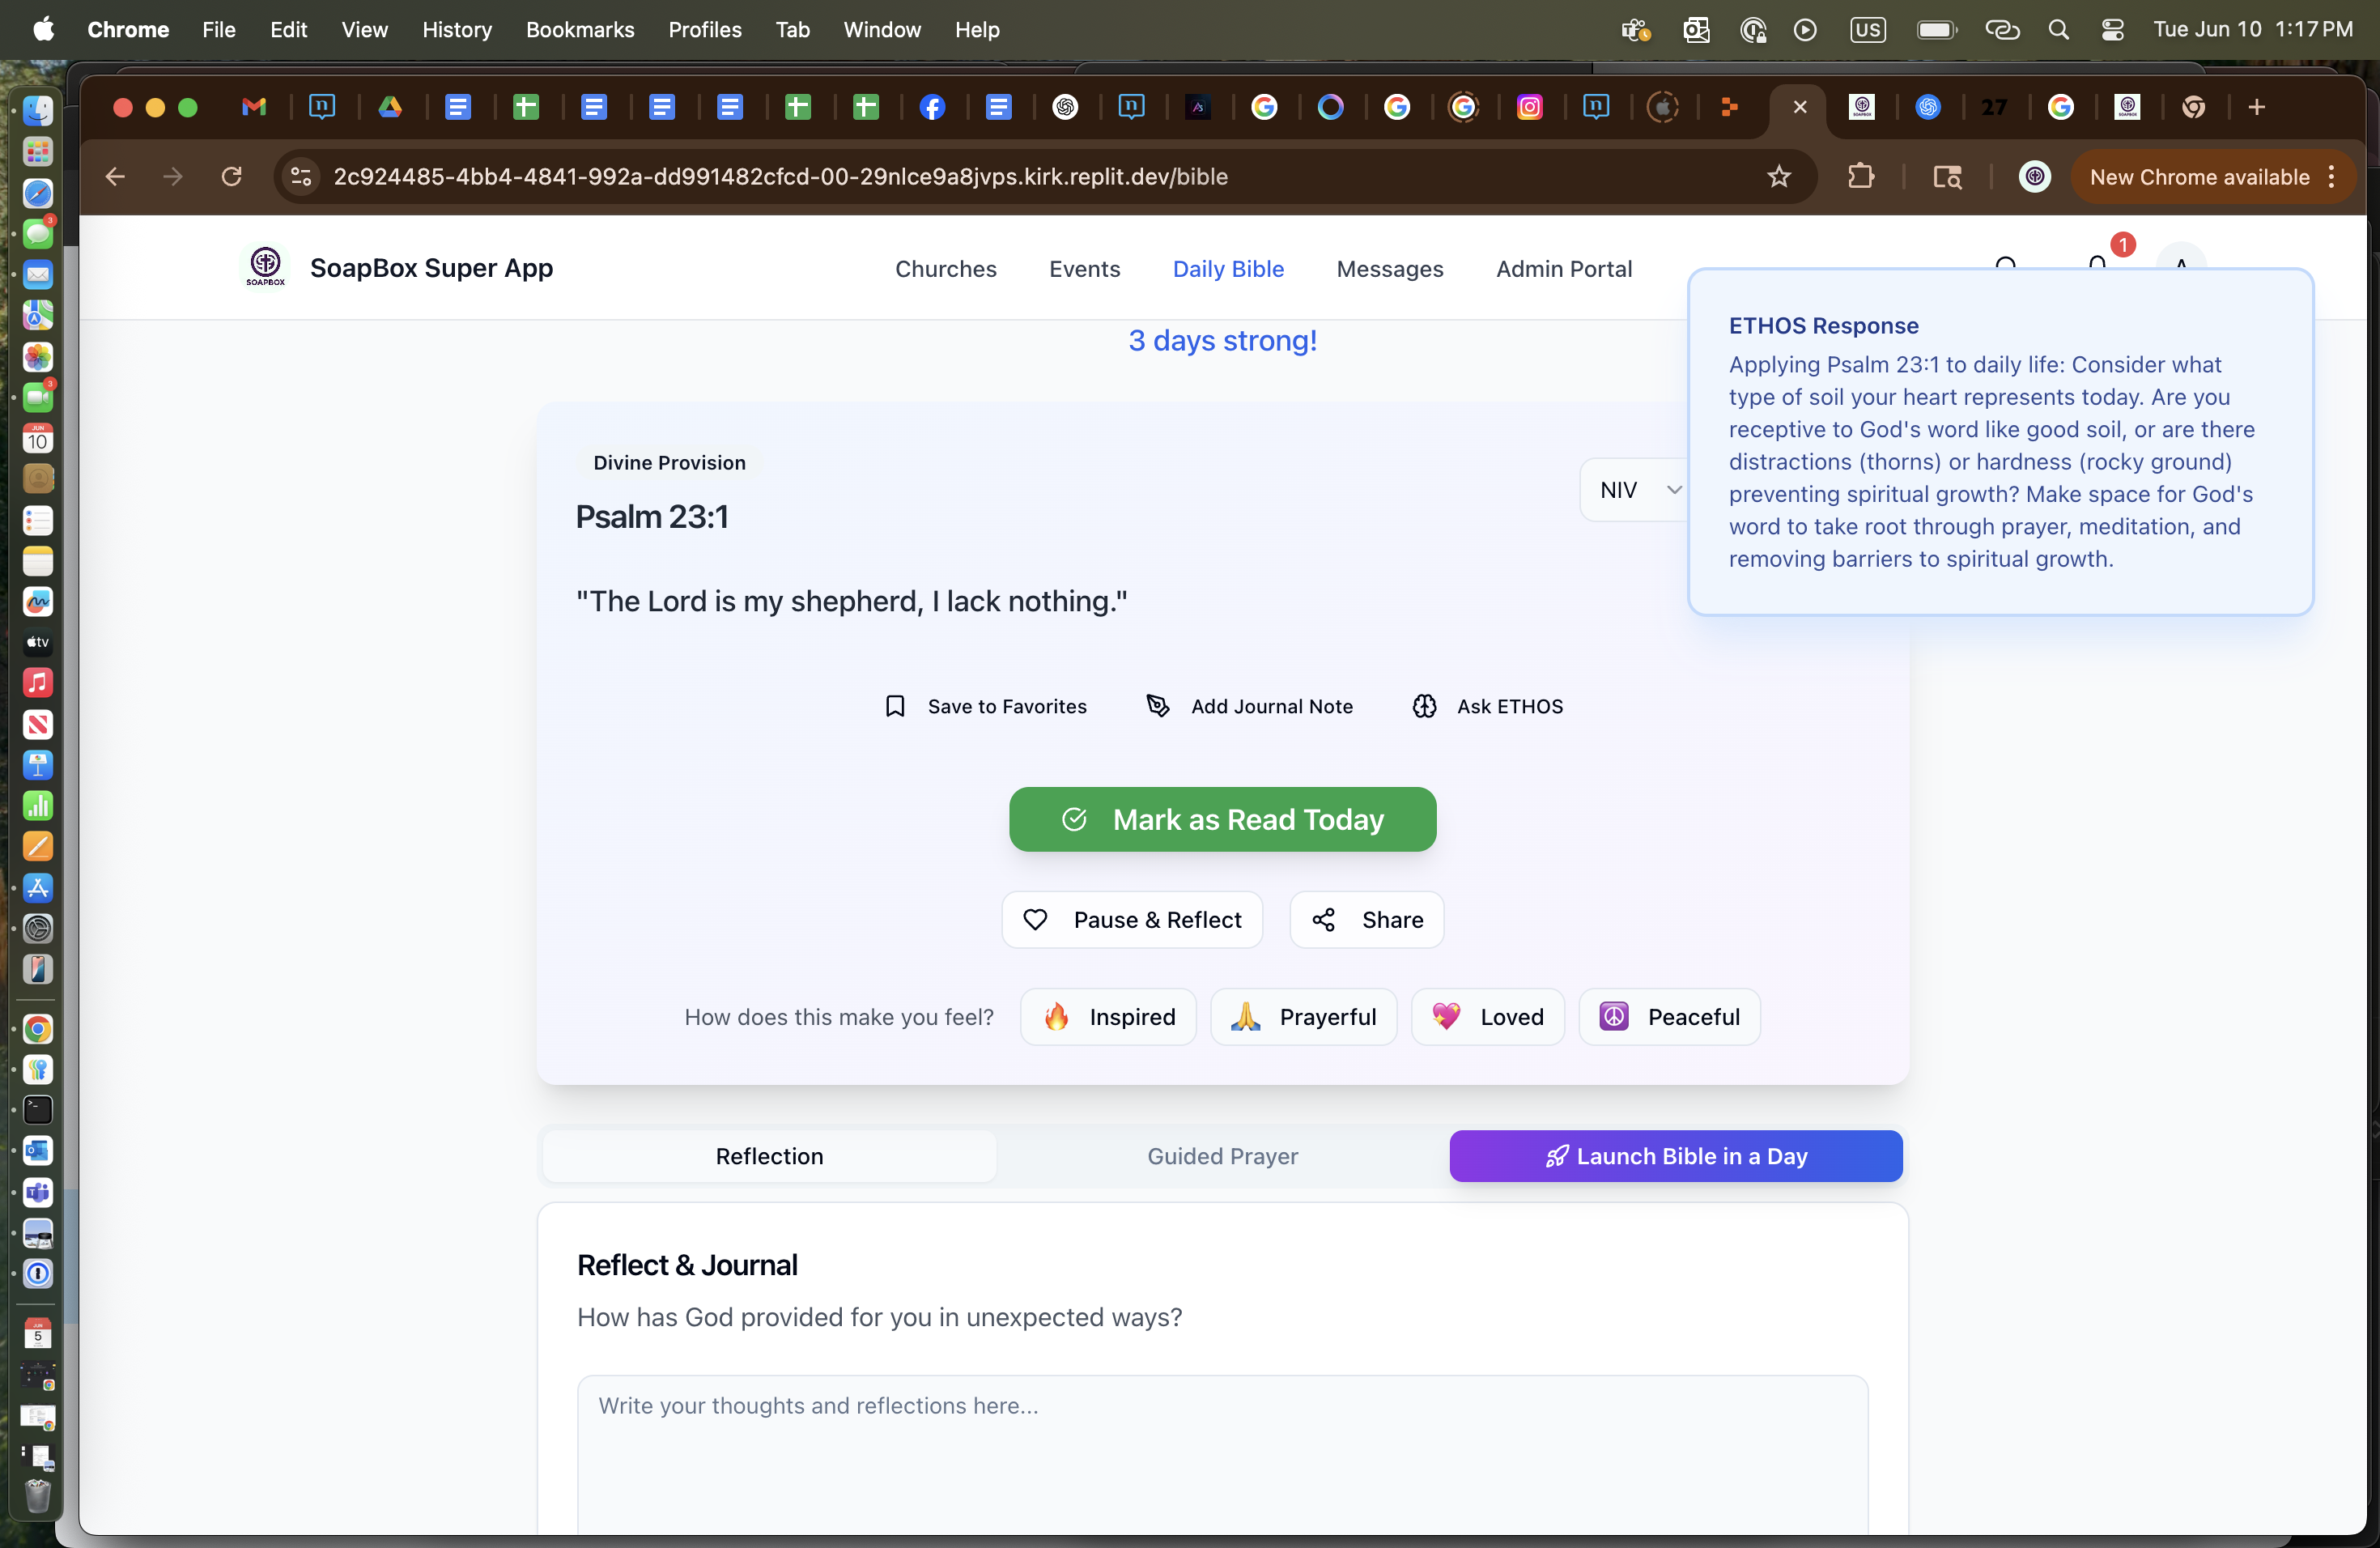 Chrome File Edit View History Bookmarks Profiles Tab Window Help US Tue Jun 10 1:17 PM
27
2c924485-4bb4-4841-992a-dd991482cfcd-00-29nlce9a8jvps.kirk.replit.dev/bible New Chrome available
SOAPBOX
SoapBox Super App
Churches Events Daily Bible Messages Admin Portal
1
3 days strong!
ETHOS Response
Applying Psalm 23:1 to daily life: Consider what
type of soil your heart represents today. Are you
receptive to God's word like good soil, or are there
distractions (thorns) or hardness (rocky ground)
preventing spiritual growth? Make space for God's
word to take root through prayer, meditation, and
removing barriers to spiritual growth.
Divine Provision
NIV
Psalm 23:1
"The Lord is my shepherd, I lack nothing."
Save to Favorites Add Journal Note Ask ETHOS
Mark as Read Today
Pause & Reflect Share
How does this make you feel? Inspired Prayerful Loved Peaceful
Reflection Guided Prayer Launch Bible in a Day
Reflect & Journal
How has God provided for you in unexpected ways?
Write your thoughts and reflections here...
3
3
JUN
10
tv
JUN
5